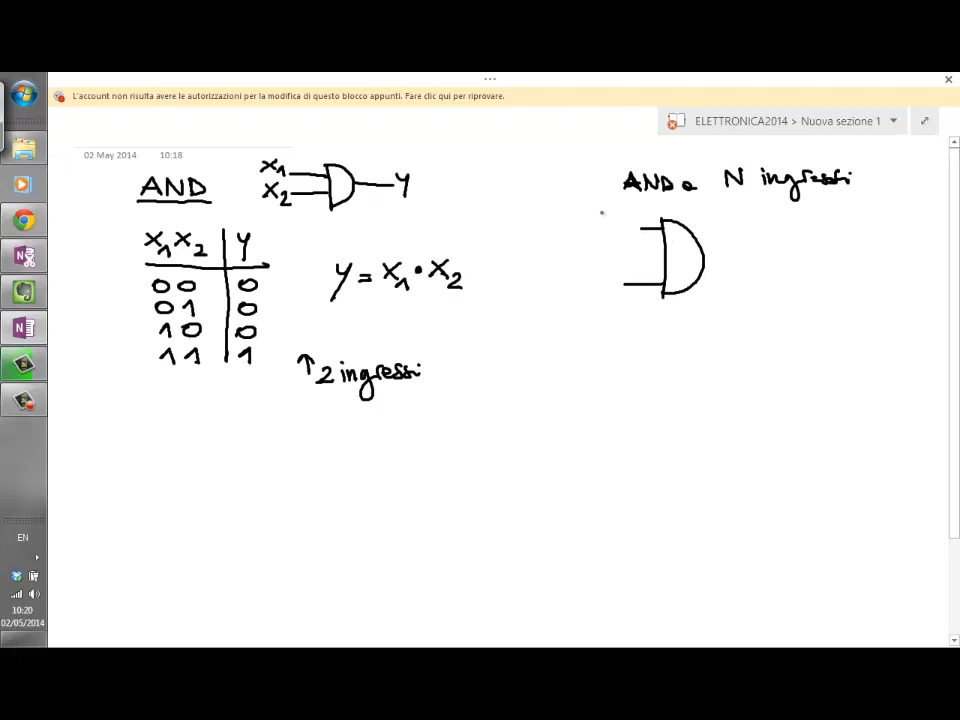 L'account non risulta avere le autorizzazioni per la modifica di questo blocco appunti. Fare clic qui per riprovare.
ELETTRONICA2014 > Nuova sezione 1
02 May 2014 10:18
AND
X1
X2
Y
X1 X2 Y
0 0 0
0 1 0
1 0 0
1 1 1
Y = X1 • X2
↑ 2 ingressi
AND a N ingressi
EN
10:20
02/05/2014